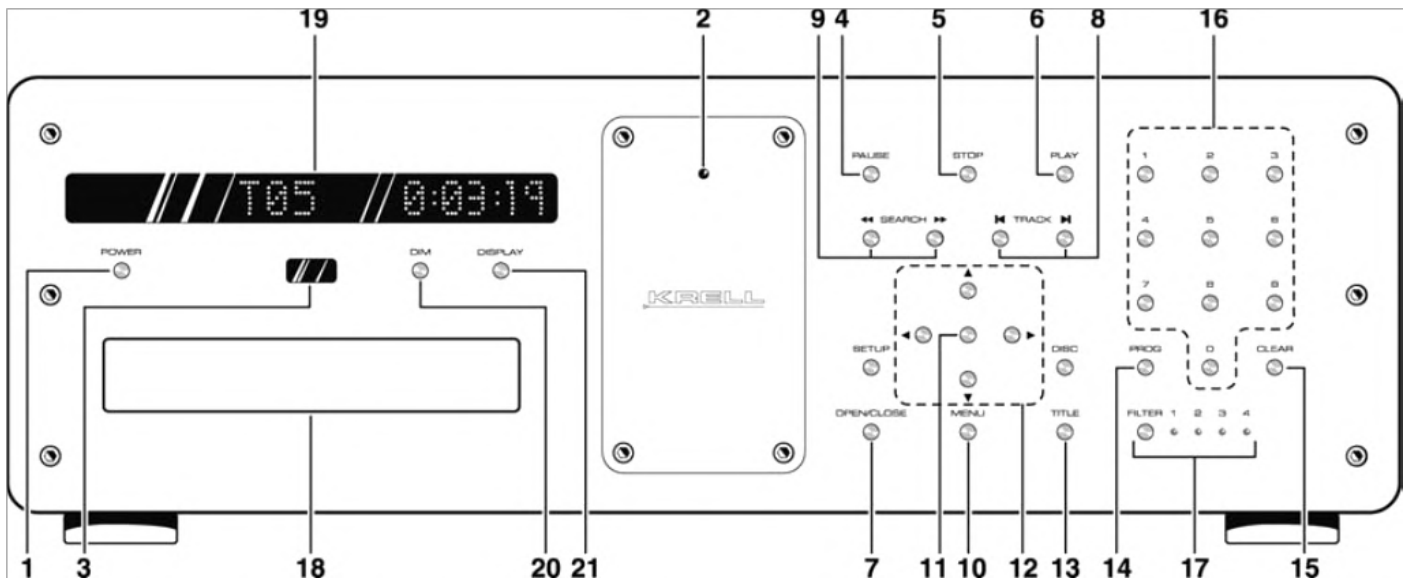 19 2 9 4 5 6 8 16
PAUSE STOP PLAY 1 2 3
T05 0:03:19
SEARCH TRACK 4 5 6
POWER DIM DISPLAY
KRELL 7 8 9
SETUP DISC PROG 0 CLEAR
OPEN/CLOSE MENU TITLE FILTER 1 2 3 4
1 3 18 20 21 7 11 10 12 13 14 17 15